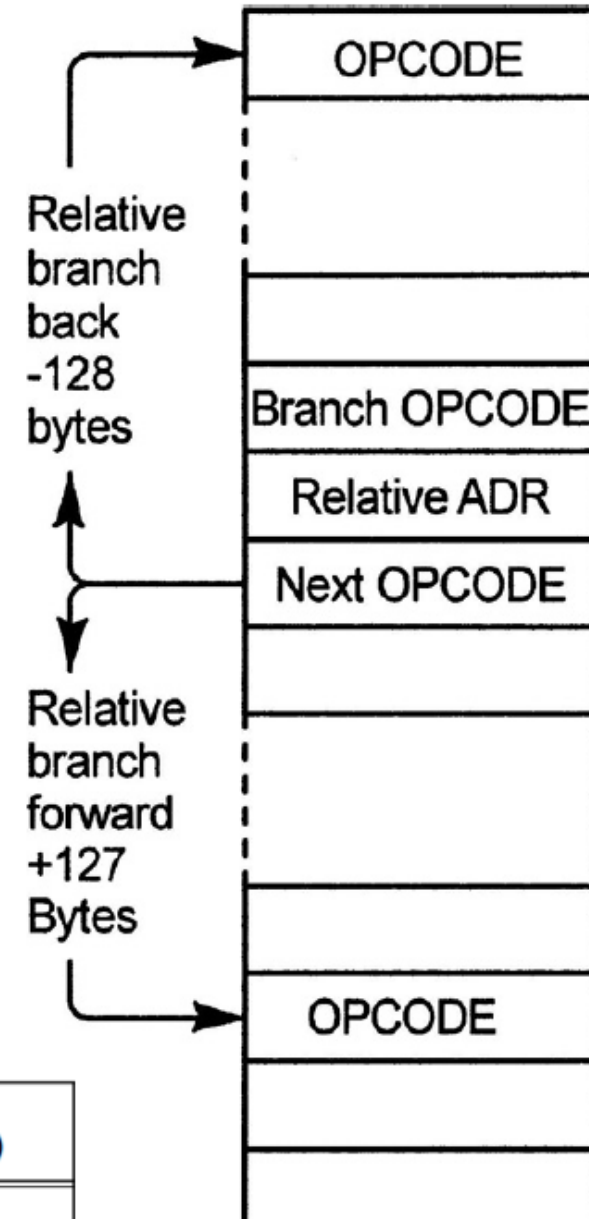 OPCODE
Relative
branch
back
-128
bytes
Branch OPCODE
Relative ADR
Next OPCODE
Relative
branch
forward
+127
Bytes
OPCODE